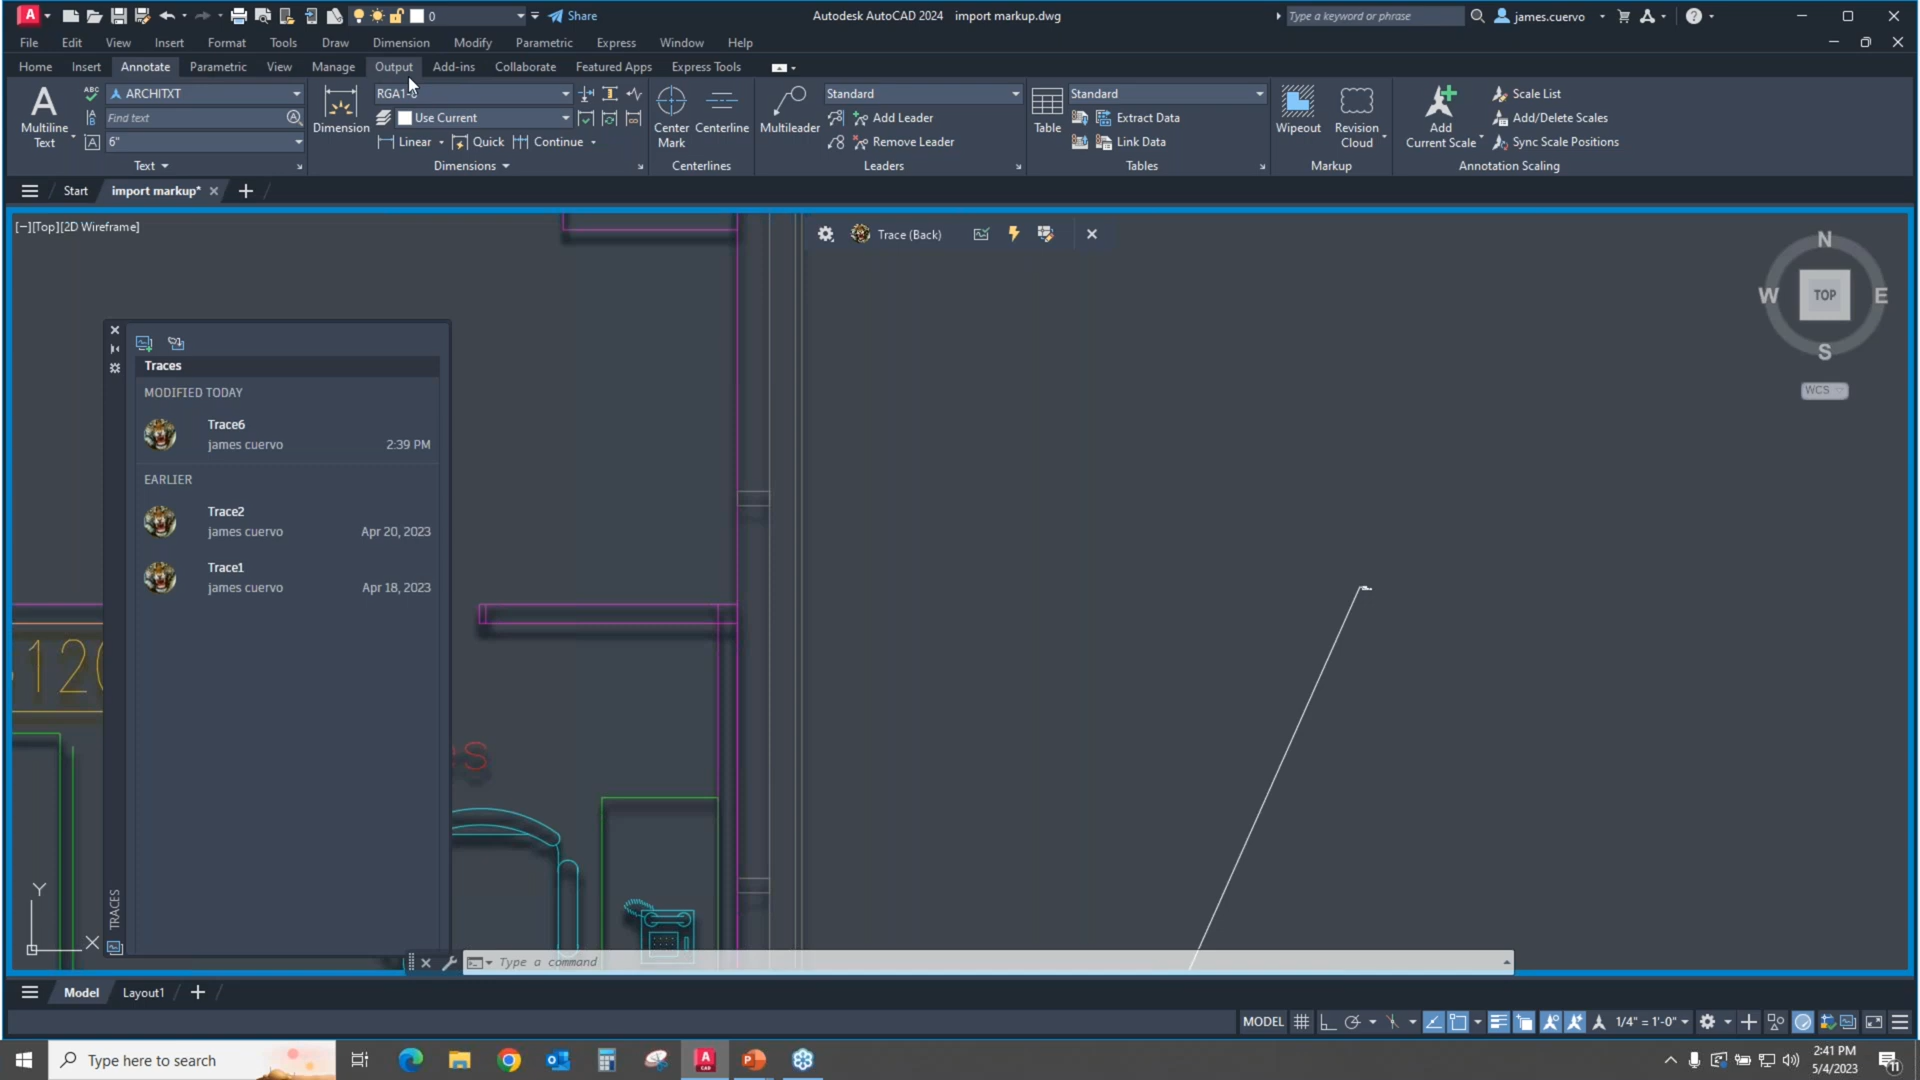 A CAD 0 Share Autodesk AutoCAD 2024 import markup.dwg Type a keyword or phrase james.cuervo
File Edit View Insert Format Tools Draw Dimension Modify Parametric Express Window Help
Home Insert Annotate Parametric View Manage Output Add-ins Collaborate Featured Apps Express Tools
ABC ARCHITXT RGA1- Standard Standard Scale List
Find text Use Current Add Leader Extract Data Add/Delete Scales
Multiline Text 6" Dimension Linear Quick Continue Center Mark Centerline Multileader Remove Leader Table Link Data Wipeout Revision Cloud Add Current Scale Sync Scale Positions
Text Dimensions Centerlines Leaders Tables Markup Annotation Scaling
Start import markup*
[−][Top][2D Wireframe]
Trace (Back)
N
W TOP E
S
WCS
Traces
MODIFIED TODAY
Trace6
james cuervo 2:39 PM
EARLIER
Trace2
james cuervo Apr 20, 2023
Trace1
james cuervo Apr 18, 2023
TRACES
120
s
Y
X
Type a command
Model Layout1
MODEL 1/4" = 1'-0"
Type here to search
2:41 PM
5/4/2023
11